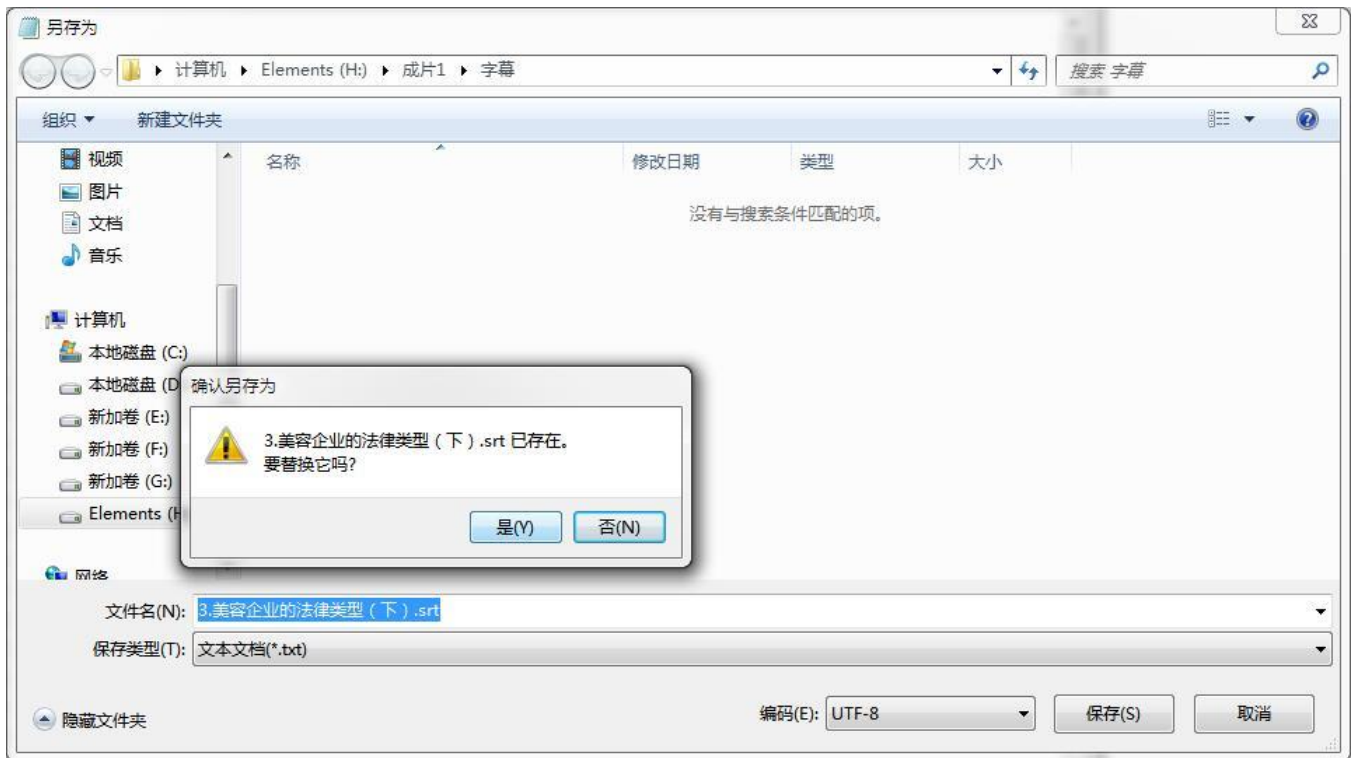 另存为
计算机 Elements (H:) 成片1 字幕 搜索 字幕
组织 新建文件夹
名称 修改日期 类型 大小
没有与搜索条件匹配的项。
视频
图片
文档
音乐
计算机
本地磁盘 (C:)
本地磁盘 (D
新加卷 (E:)
新加卷 (F:)
新加卷 (G:)
Elements (H
网络
确认另存为
3.美容企业的法律类型（下）.srt 已存在。
要替换它吗?
是(Y) 否(N)
文件名(N): 3.美容企业的法律类型（下）.srt
保存类型(T): 文本文档(*.txt)
隐藏文件夹 编码(E): UTF-8 保存(S) 取消